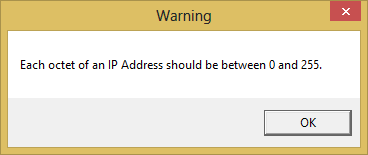 Warning
Each octet of an IP Address should be between 0 and 255.
OK